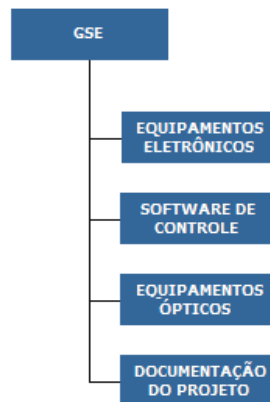 GSE
EQUIPAMENTOS
ELETRÔNICOS
SOFTWARE DE
CONTROLE
EQUIPAMENTOS
ÓPTICOS
DOCUMENTAÇÃO
DO PROJETO